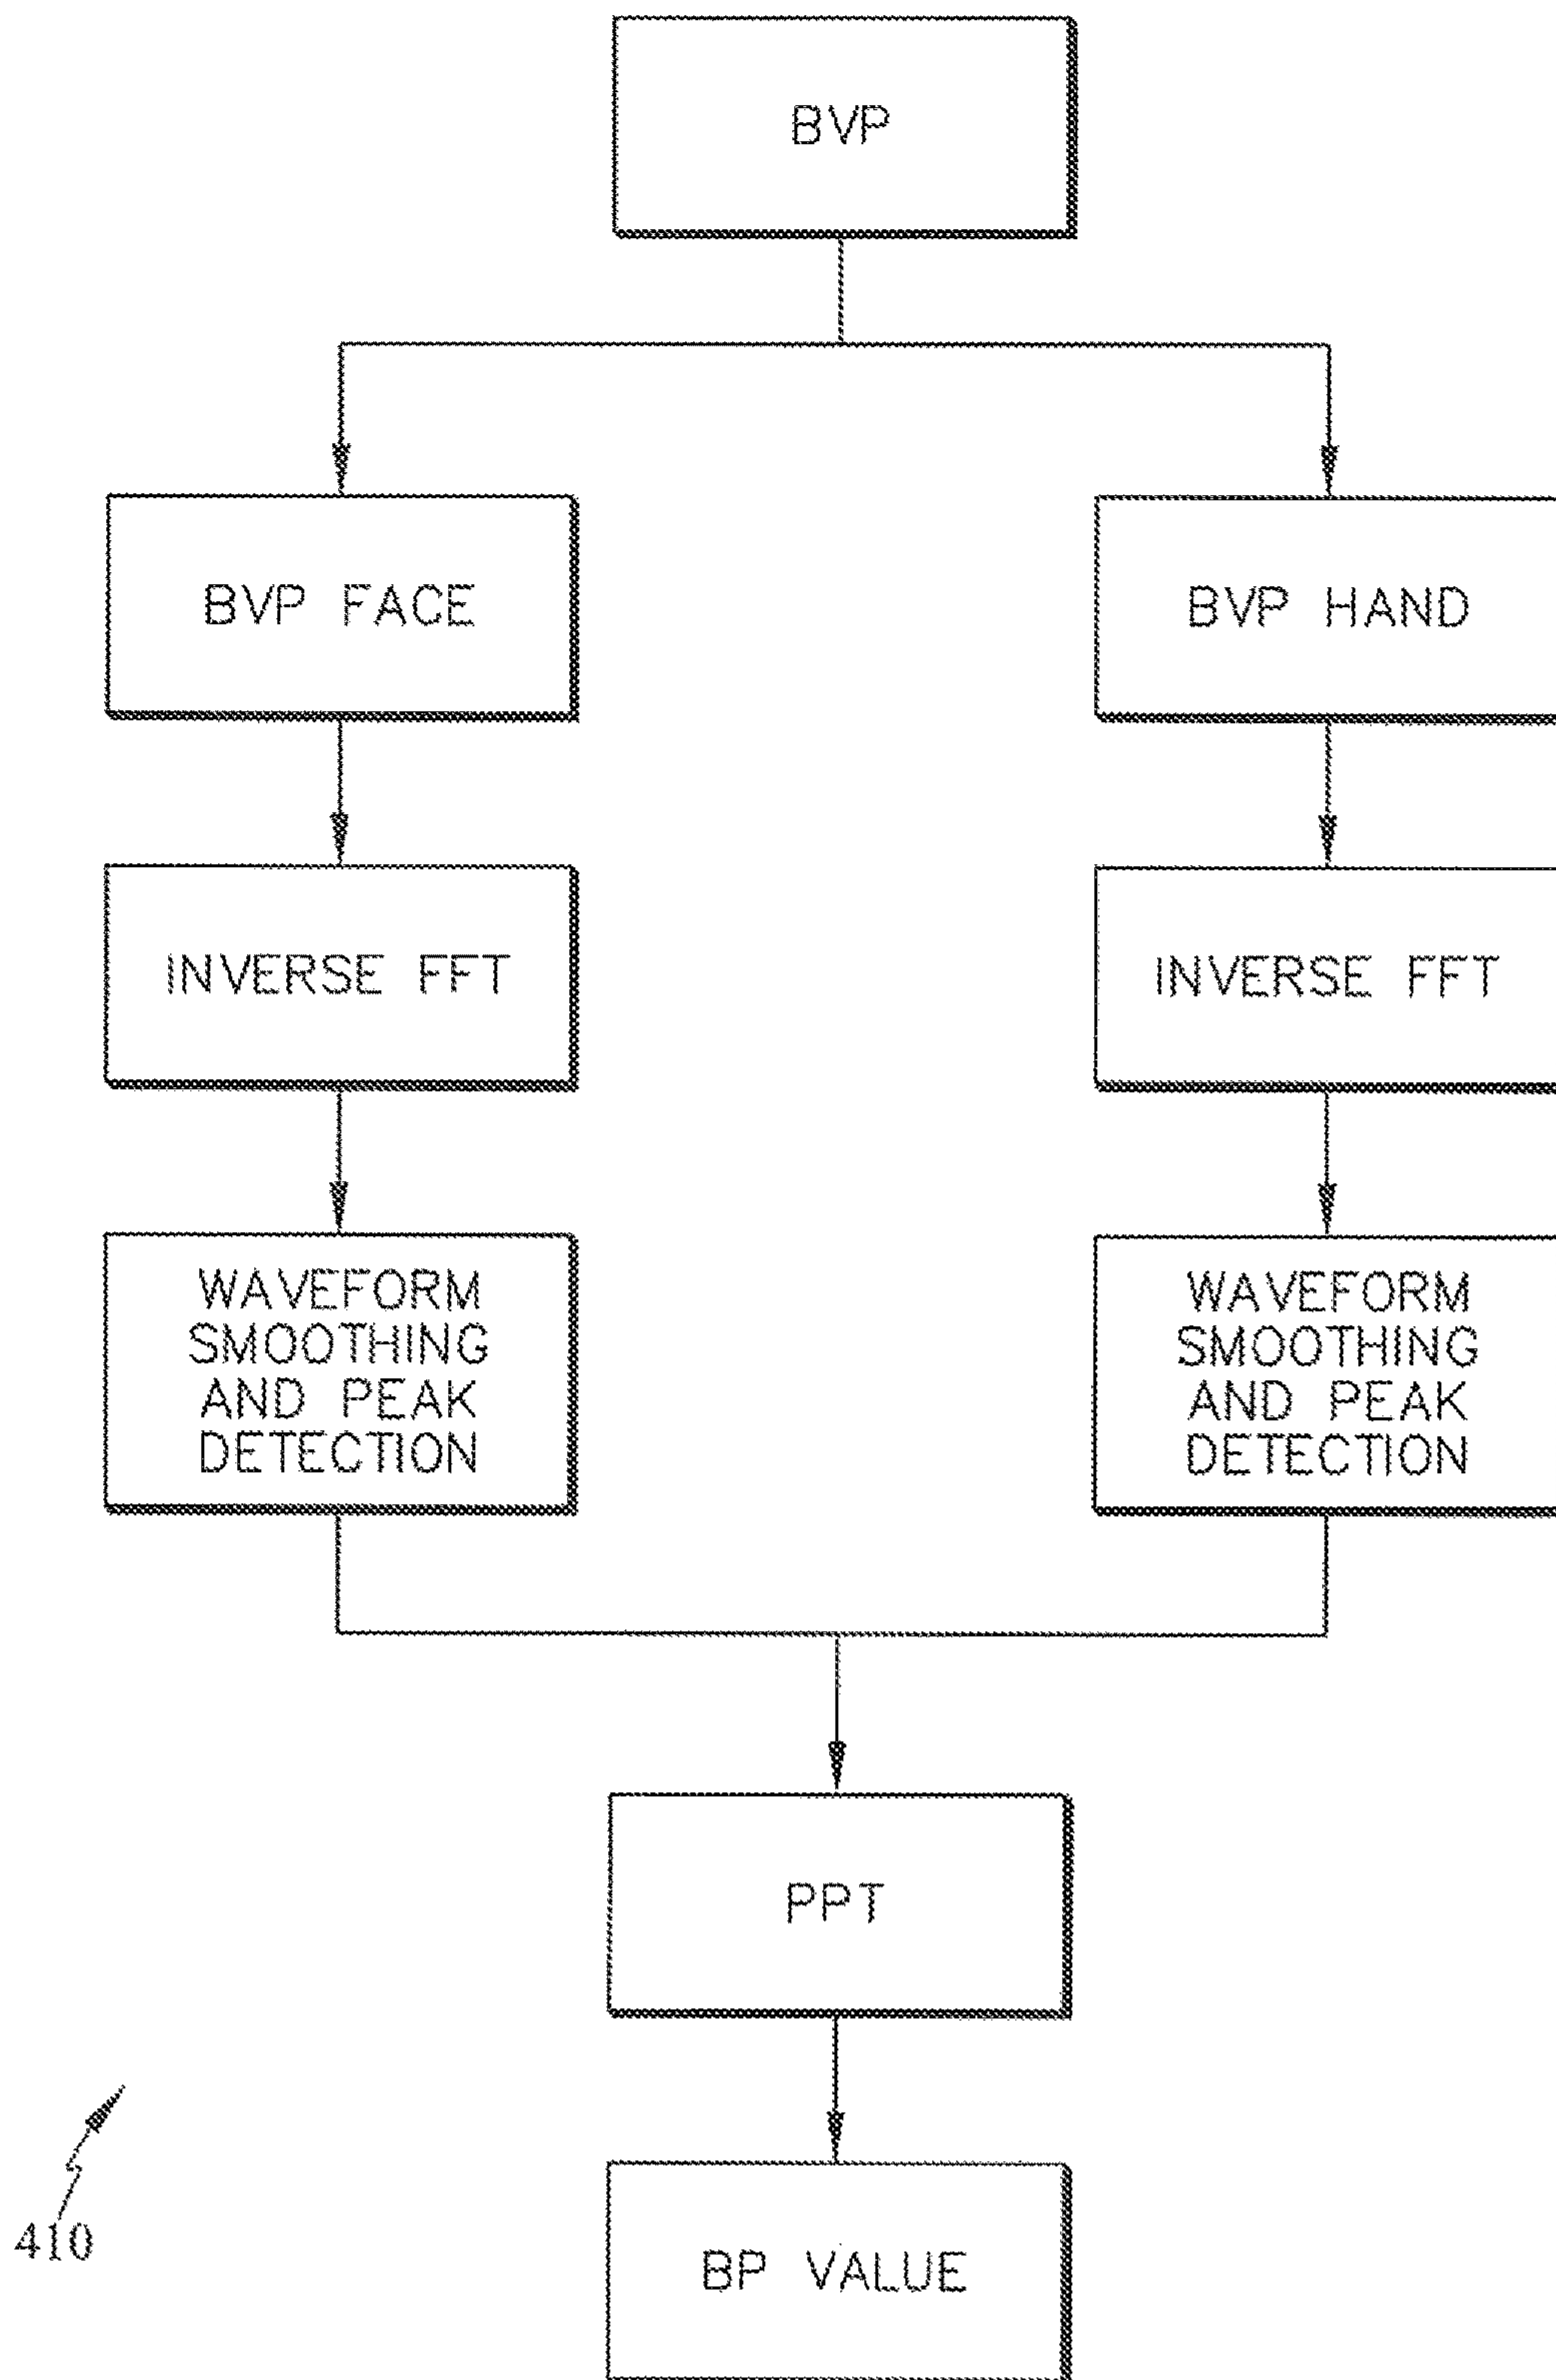 BVP
BVP FACE
BVP HAND
INVERSE FFT
INVERSE FFT
WAVEFORM
SMOOTHING
AND PEAK
DETECTION
WAVEFORM
SMOOTHING
AND PEAK
DETECTION
PPT
BP VALUE
410